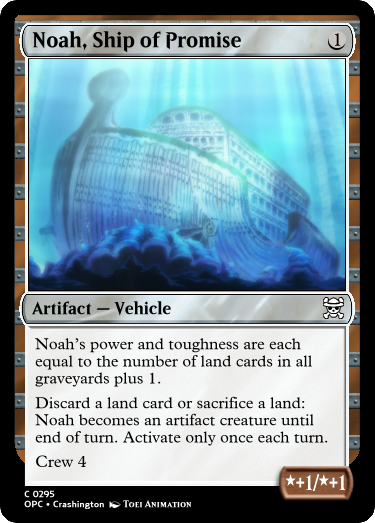 Noah, Ship of Promise
1
Artifact — Vehicle
Noah's power and toughness are each
equal to the number of land cards in all
graveyards plus 1.
Discard a land card or sacrifice a land:
Noah becomes an artifact creature until
end of turn. Activate only once each turn.
Crew 4
★+1/★+1
C 0295
OPC • Crashington TOEI ANIMATION